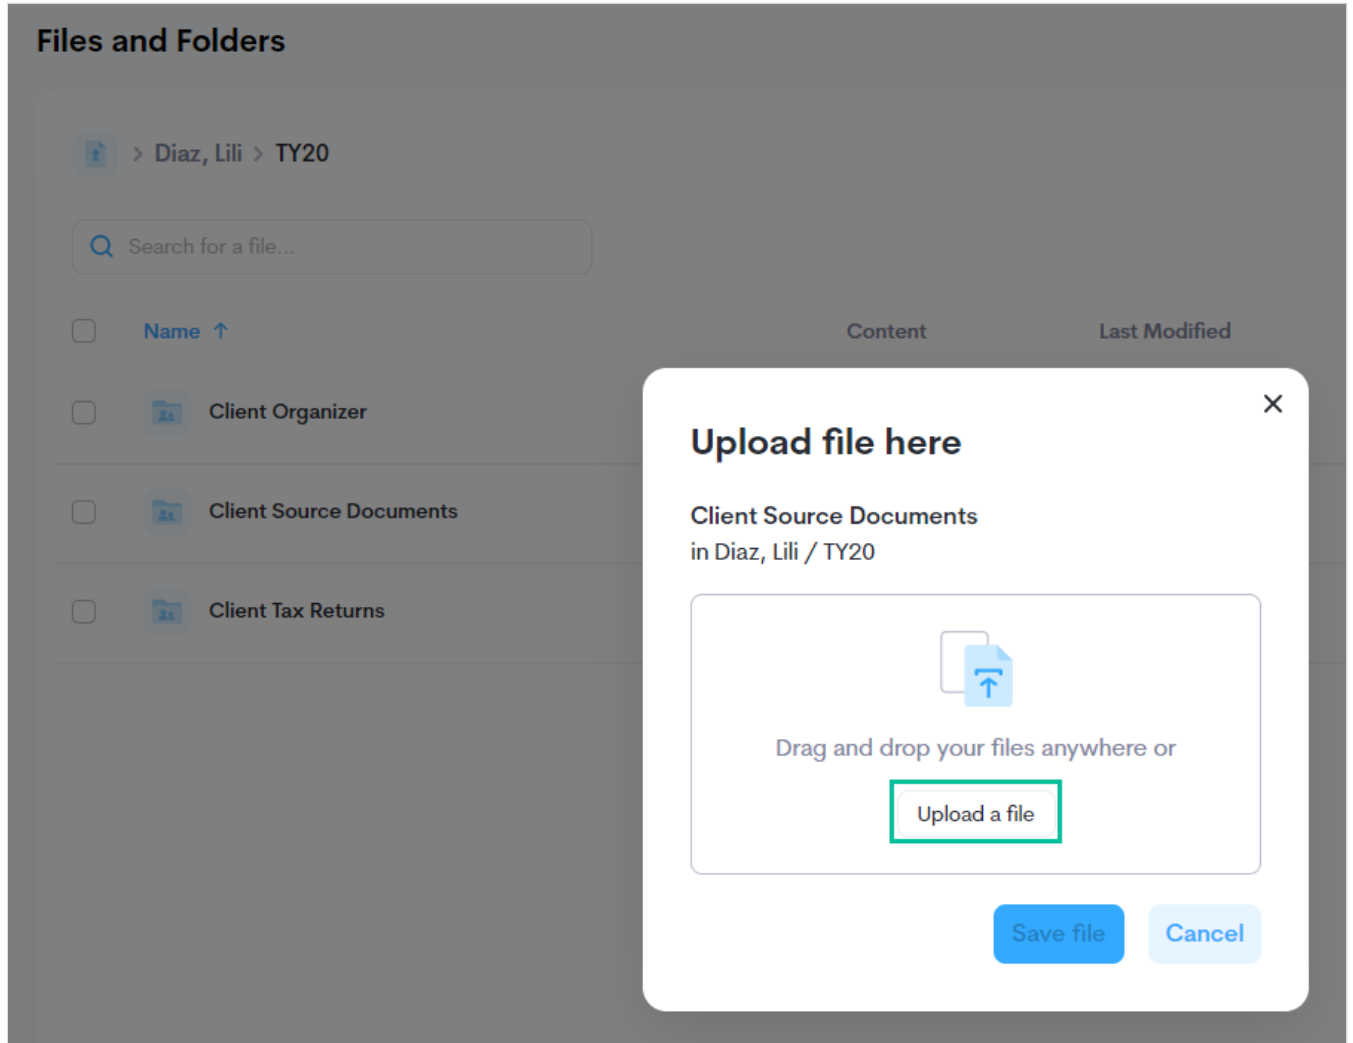 Files and Folders
> Diaz, Lili > TY20
Search for a file...
Name ↑ Content Last Modified
Client Organizer
Client Source Documents
Client Tax Returns
Upload file here
Client Source Documents
in Diaz, Lili / TY20
Drag and drop your files anywhere or
Upload a file
Save file Cancel